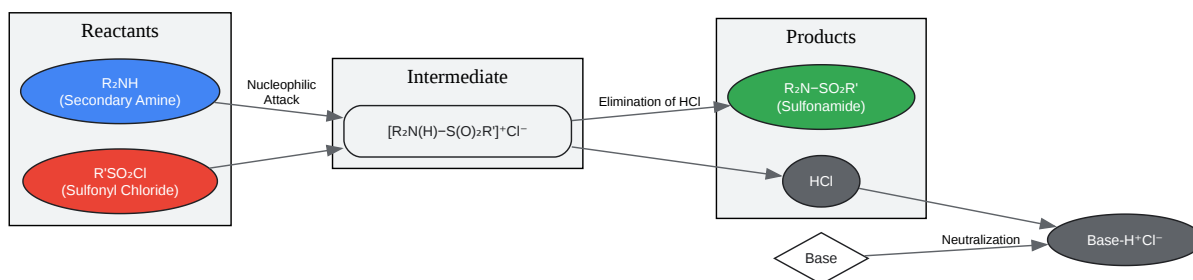 Reactants
R₂NH
(Secondary Amine)
R'SO₂Cl
(Sulfonyl Chloride)
Nucleophilic
Attack
Intermediate
[R₂N(H)−S(O)₂R']⁺Cl⁻
Elimination of HCl
Products
R₂N−SO₂R'
(Sulfonamide)
HCl
Base
Neutralization
Base-H⁺Cl⁻